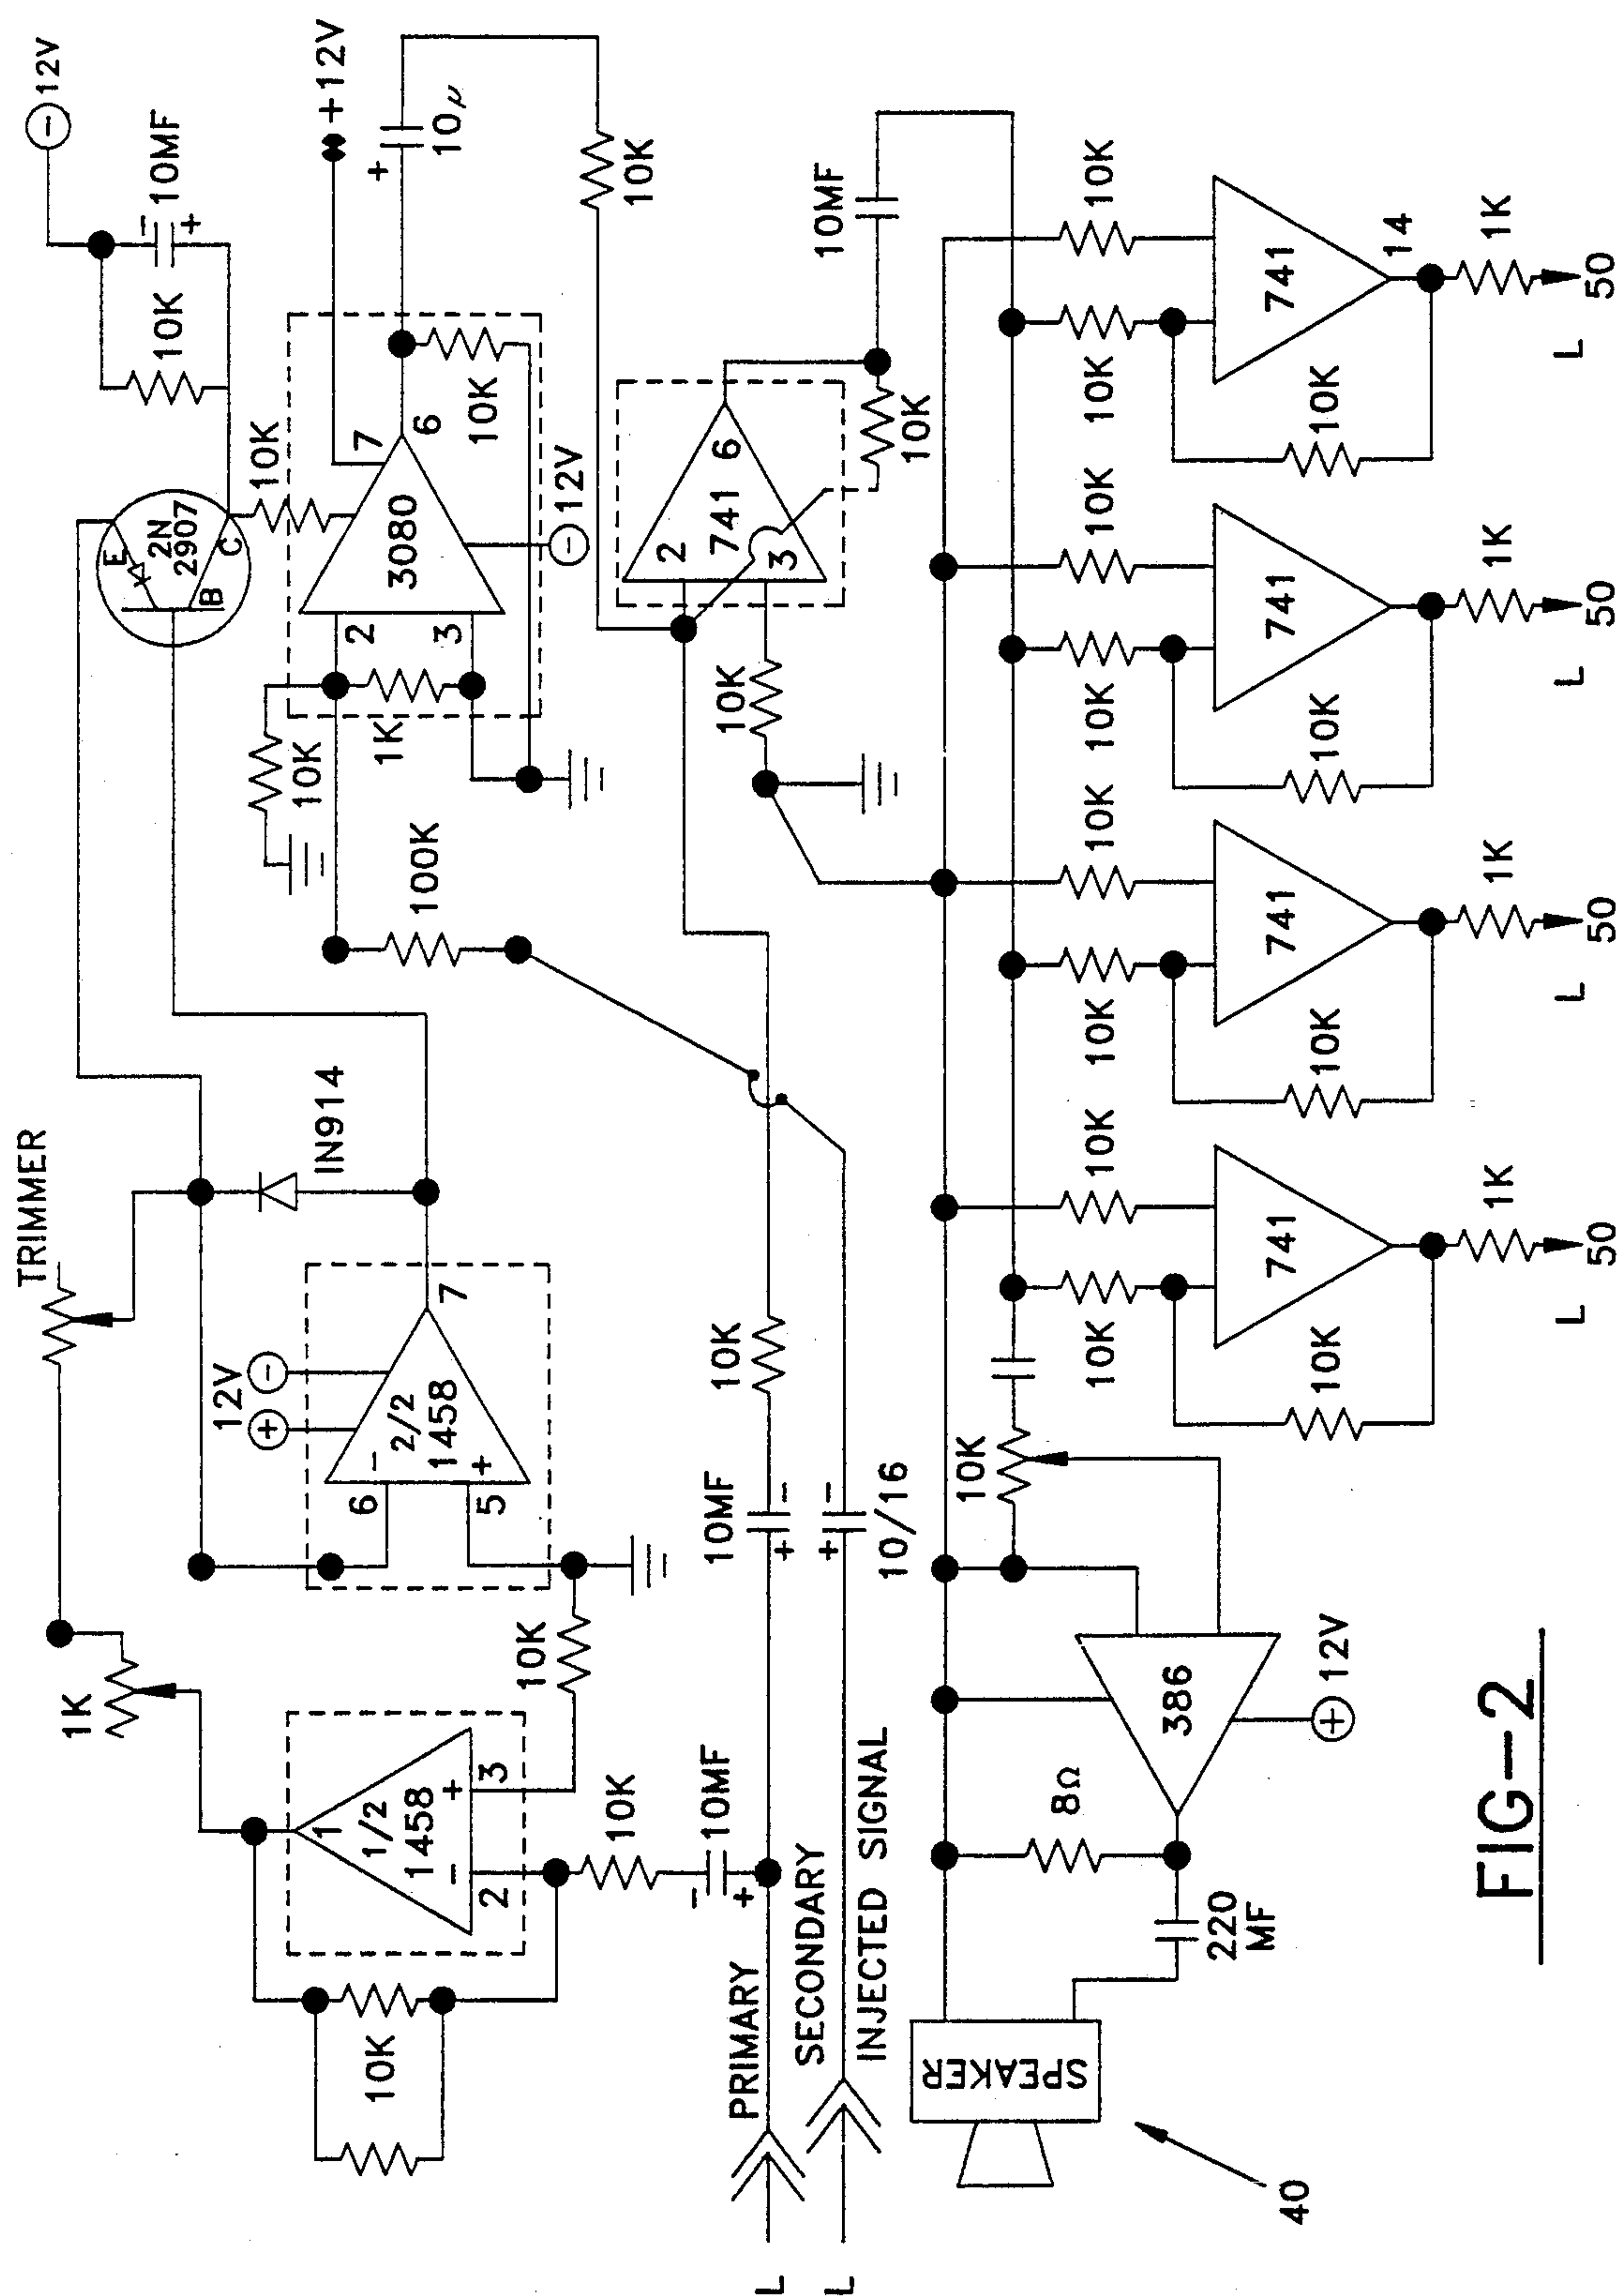 TRIMMER
⊖12V
10MF
-
+
10K
E
2N
2907
C
B
10K
+12V
+
10μ
1K
12V
⊕ ⊖
IN914
6
-
2/2
1458
+
5
7
10K
1K
2
3
3080
7
6
10K
⊖12V
10K
1
1/2
1458
+
-
3
2
10K
10K
100K
10K
10K
10MF
-
+
2
741
3
6
10K
10K
10MF
L
PRIMARY
10MF
+
-
10K
L
SECONDARY
INJECTED SIGNAL
+
-
10/16
SPEAKER
40
220
MF
8Ω
386
⊕12V
10K
10K
10K
741
10K
1K
L
50
10K
10K
741
10K
1K
L
50
10K
10K
741
10K
1K
L
50
10K
10K
741
14
10K
1K
L
50
FIG-2